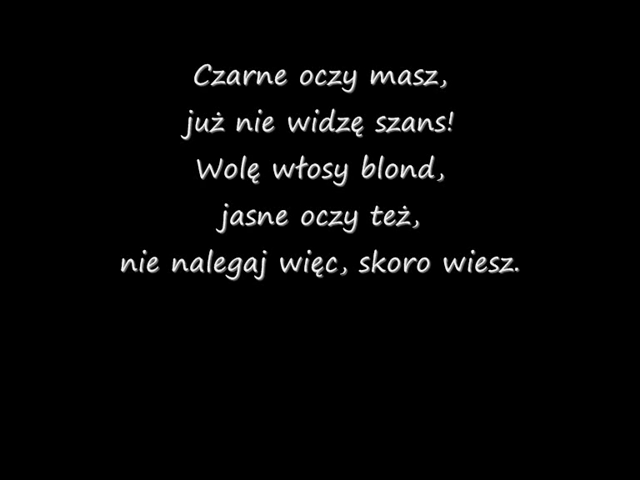 Czarne oczy masz,
już nie widzę szans!
Wolę włosy blond,
jasne oczy też,
nie nalegaj więc, skoro wiesz.